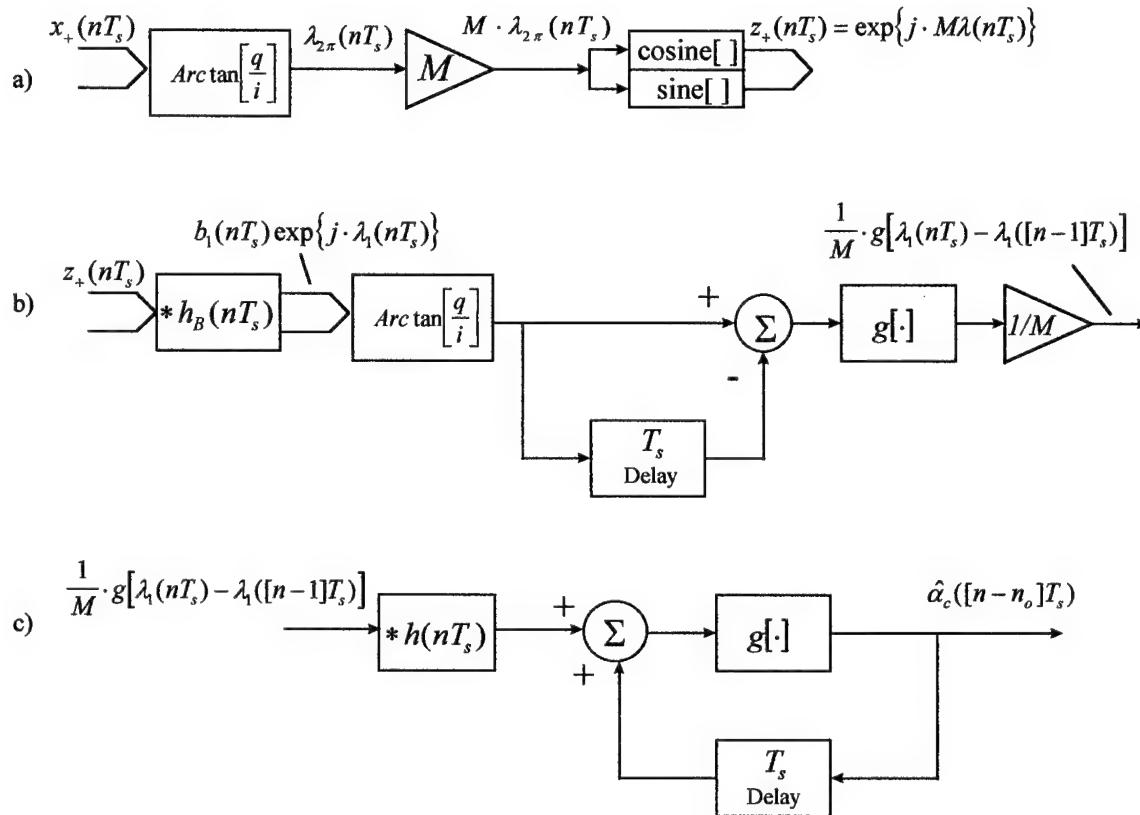 a)
x₊(nTₛ)
Arc tan[q/i]
λ₂π(nTₛ)
M
M · λ₂π(nTₛ)
cosine[ ]
sine[ ]
z₊(nTₛ) = exp{j · Mλ(nTₛ)}
b)
z₊(nTₛ)
* h_B(nTₛ)
b₁(nTₛ) exp{j · λ₁(nTₛ)}
Arc tan[q/i]
+
Σ
-
Tₛ
Delay
g[·]
1/M
1/M · g[λ₁(nTₛ) − λ₁([n−1]Tₛ)]
c)
1/M · g[λ₁(nTₛ) − λ₁([n−1]Tₛ)]
* h(nTₛ)
+
Σ
+
g[·]
Tₛ
Delay
α̂_c([n − n_o]Tₛ)